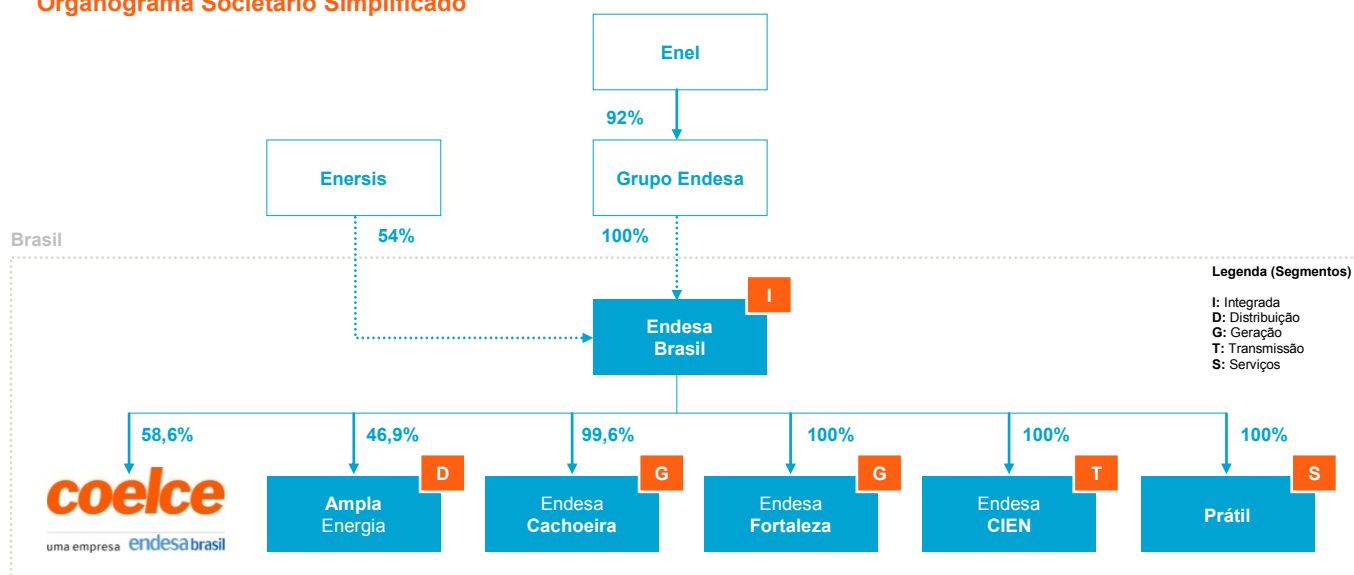 Organograma Societário Simplificado
Enel
92%
Enersis
Grupo Endesa
54%
100%
Brasil
Legenda (Segmentos)
I: Integrada
D: Distribuição
G: Geração
T: Transmissão
S: Serviços
I
Endesa
Brasil
58,6%
46,9%
99,6%
100%
100%
100%
coelce
uma empresa endesabrasil
D
Ampla
Energia
G
Endesa
Cachoeira
G
Endesa
Fortaleza
T
Endesa
CIEN
S
Prátil